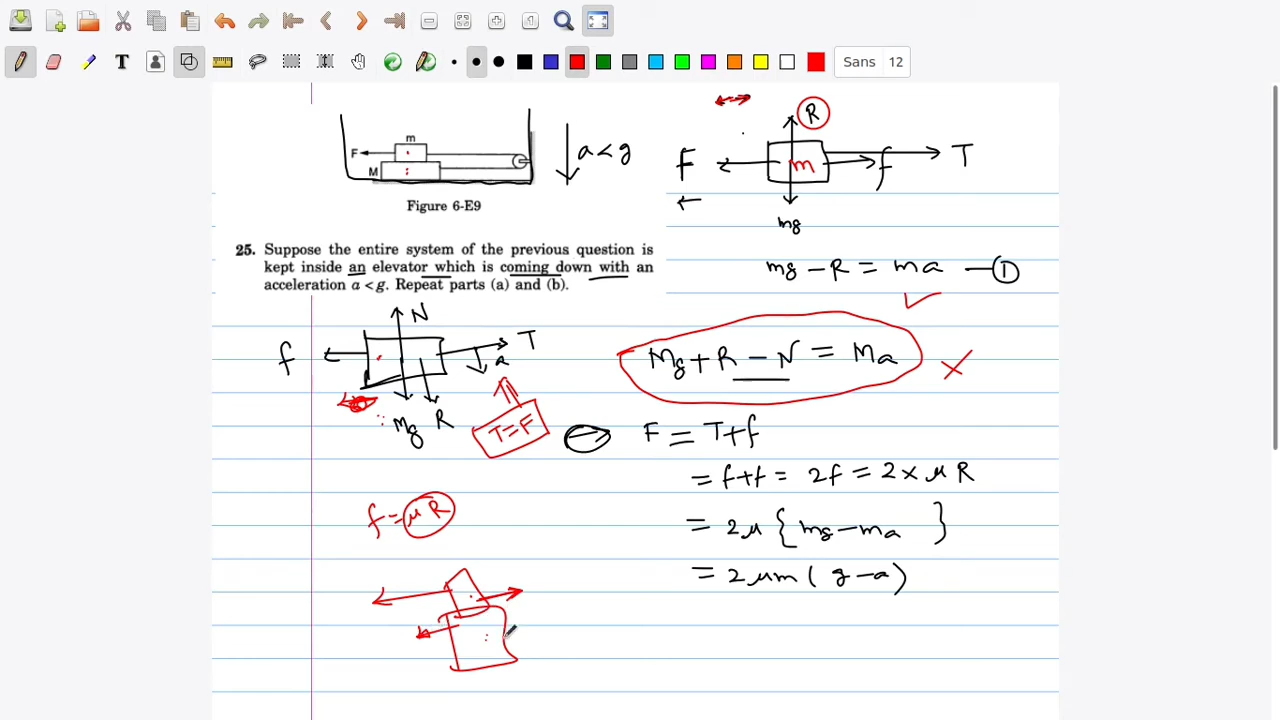 Sans 12
m
F
M
a < g
Figure 6-E9
R
F
m
f
T
mg
25. Suppose the entire system of the previous question is
kept inside an elevator which is coming down with an
acceleration a < g. Repeat parts (a) and (b).
mg - R = ma - ①
N
f
T
a
Mg R
T = F
Mg + R - N = Ma
F = T + f
= f + f = 2f = 2 × μ R
f = μR
= 2μ { mg - ma }
= 2μm ( g - a )